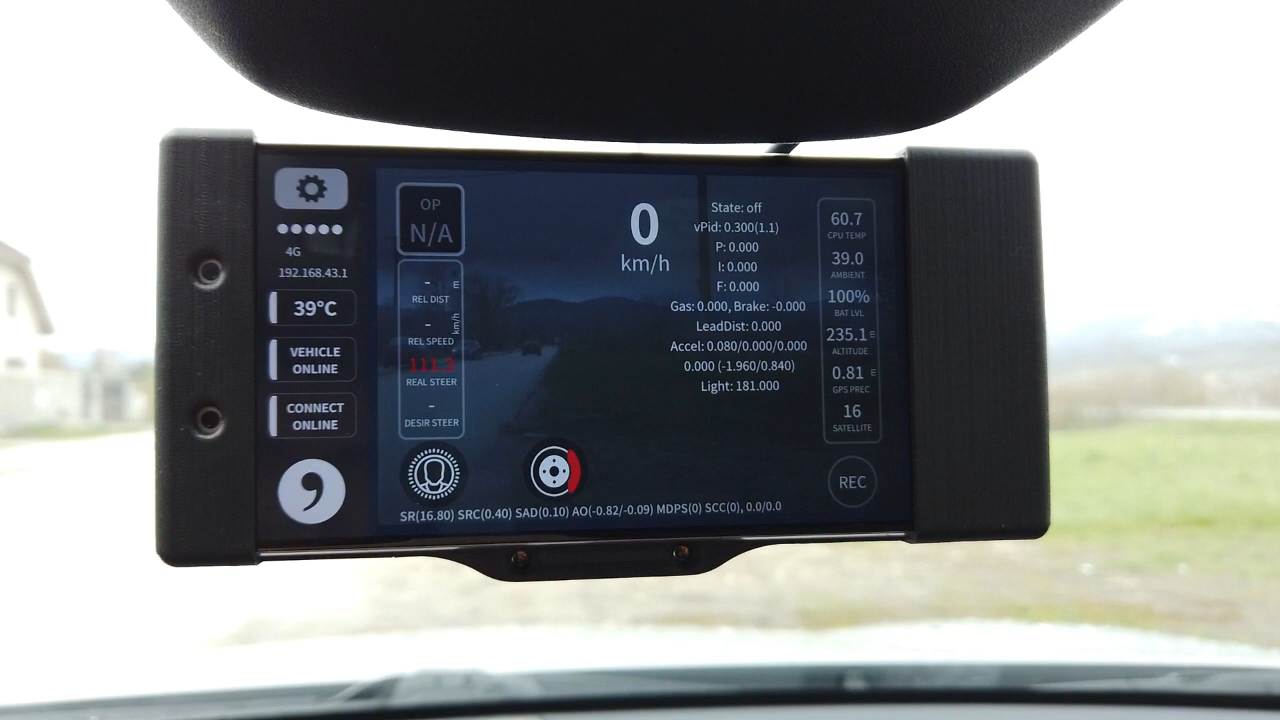 4G
192.168.43.1
39°C
VEHICLE
ONLINE
CONNECT
ONLINE
OP
N/A
-
m
REL DIST
-
km/h
REL SPEED
111.3
REAL STEER
-
DESIR STEER
0
km/h
State: off
vPid: 0.300(1.1)
P: 0.000
I: 0.000
F: 0.000
Gas: 0.000, Brake: -0.000
LeadDist: 0.000
Accel: 0.080/0.000/0.000
0.000 (-1.960/0.840)
Light: 181.000
60.7
CPU TEMP
39.0
AMBIENT
100%
BAT LVL
235.1 m
ALTITUDE
0.81 m
GPS PREC
16
SATELLITE
REC
SR(16.80) SRC(0.40) SAD(0.10) AO(-0.82/-0.09) MDPS(0) SCC(0), 0.0/0.0